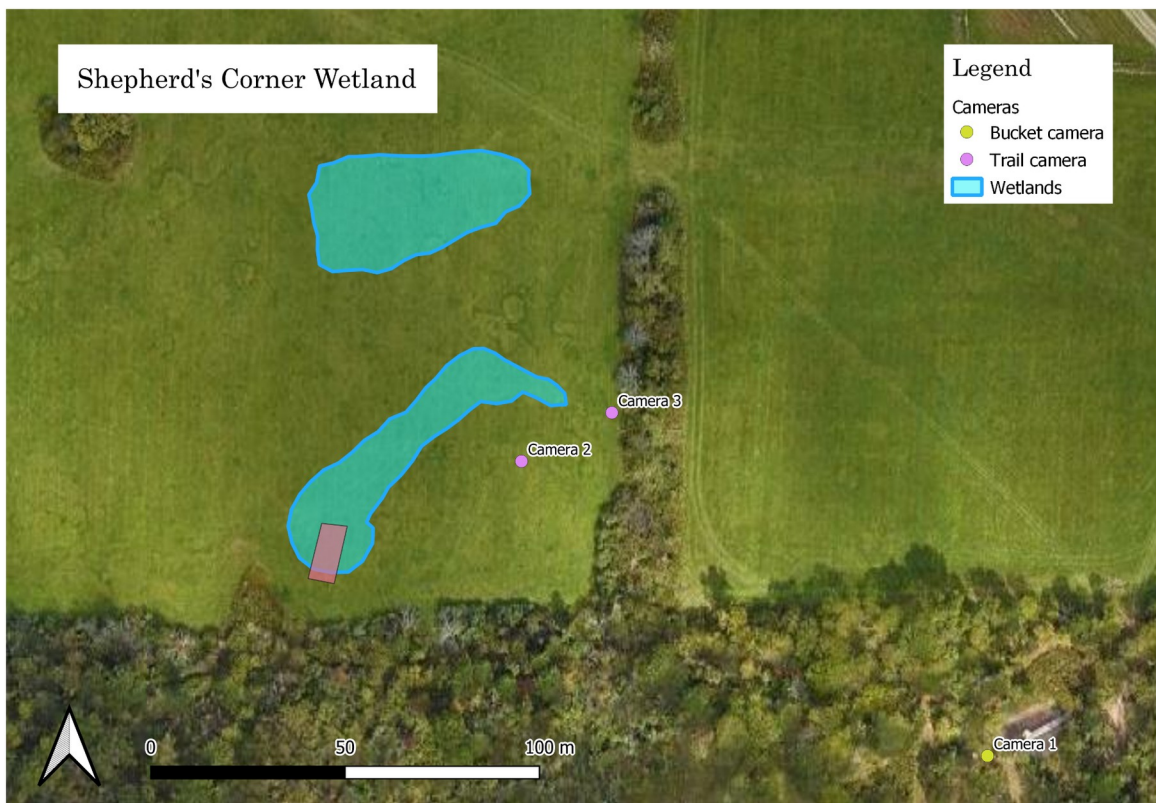 Shepherd's Corner Wetland
Legend
Cameras
Bucket camera
Trail camera
Wetlands
Camera 3
Camera 2
Camera 1
0 50 100 m